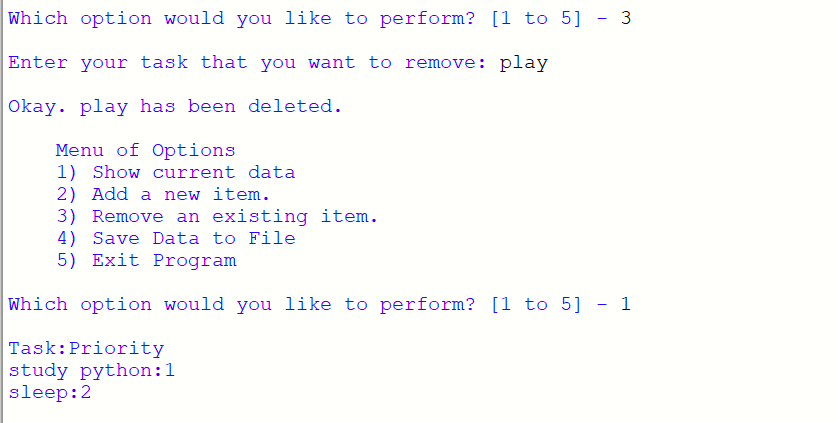 Which option would you like to perform? [1 to 5] - 3
Enter your task that you want to remove: play
Okay. play has been deleted.
Menu of Options
1) Show current data
2) Add a new item.
3) Remove an existing item.
4) Save Data to File
5) Exit Program
Which option would you like to perform? [1 to 5] - 1
Task:Priority
study python:1
sleep:2